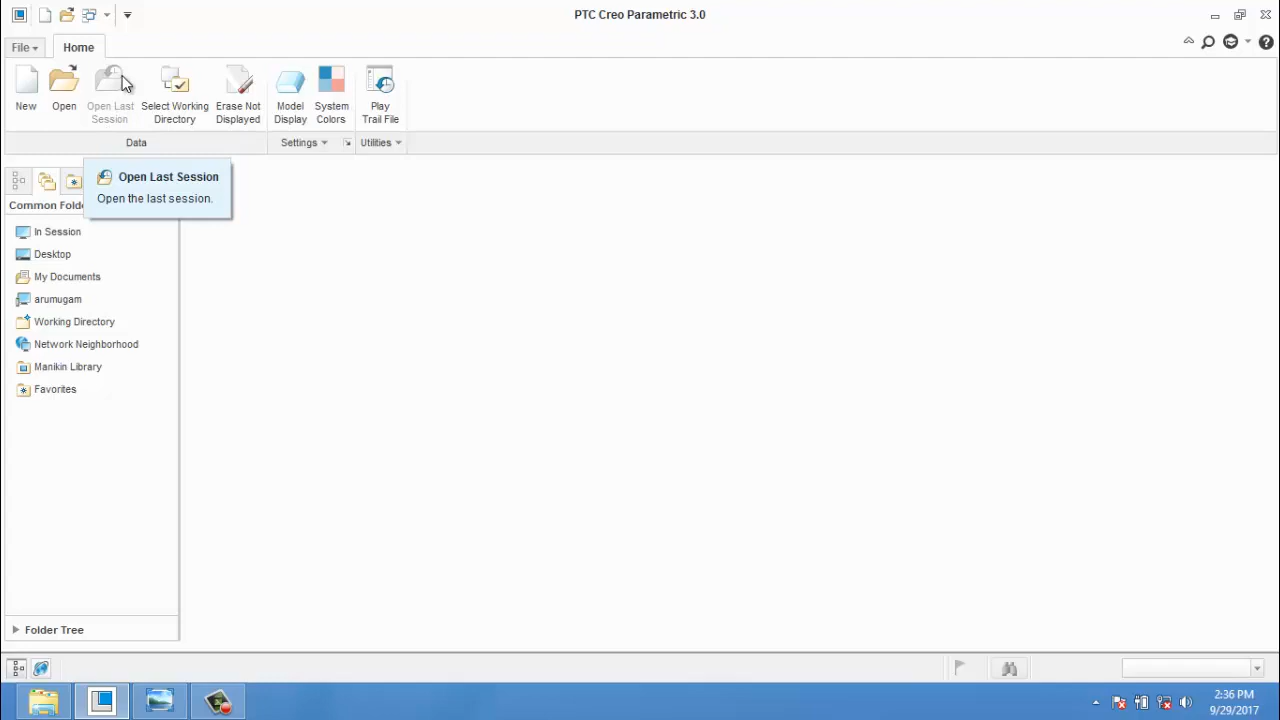 PTC Creo Parametric 3.0
File
Home
New
Open
Open Last
Session
Select Working
Directory
Erase Not
Displayed
Model
Display
System
Colors
Play
Trail File
Data
Settings
Utilities
Open Last Session
Open the last session.
Common Folde
In Session
Desktop
My Documents
arumugam
Working Directory
Network Neighborhood
Manikin Library
Favorites
Folder Tree
2:36 PM
9/29/2017